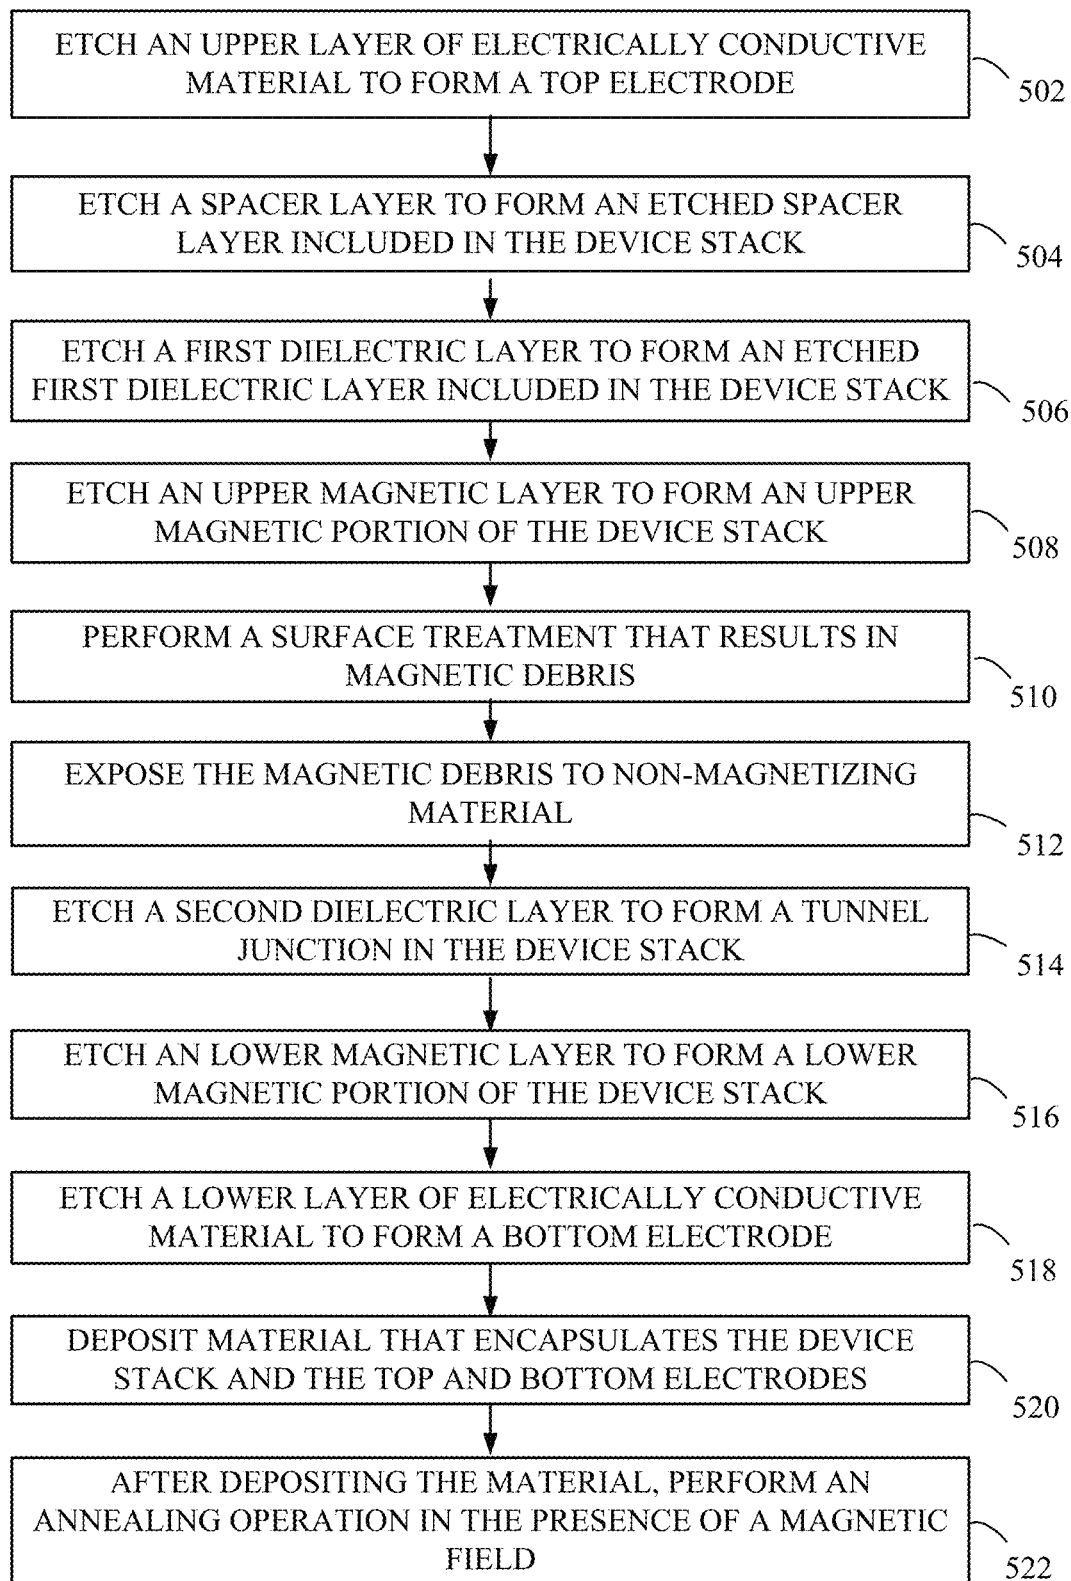 ETCH AN UPPER LAYER OF ELECTRICALLY CONDUCTIVE
MATERIAL TO FORM A TOP ELECTRODE
502
ETCH A SPACER LAYER TO FORM AN ETCHED SPACER
LAYER INCLUDED IN THE DEVICE STACK
504
ETCH A FIRST DIELECTRIC LAYER TO FORM AN ETCHED
FIRST DIELECTRIC LAYER INCLUDED IN THE DEVICE STACK
506
ETCH AN UPPER MAGNETIC LAYER TO FORM AN UPPER
MAGNETIC PORTION OF THE DEVICE STACK
508
PERFORM A SURFACE TREATMENT THAT RESULTS IN
MAGNETIC DEBRIS
510
EXPOSE THE MAGNETIC DEBRIS TO NON-MAGNETIZING
MATERIAL
512
ETCH A SECOND DIELECTRIC LAYER TO FORM A TUNNEL
JUNCTION IN THE DEVICE STACK
514
ETCH AN LOWER MAGNETIC LAYER TO FORM A LOWER
MAGNETIC PORTION OF THE DEVICE STACK
516
ETCH A LOWER LAYER OF ELECTRICALLY CONDUCTIVE
MATERIAL TO FORM A BOTTOM ELECTRODE
518
DEPOSIT MATERIAL THAT ENCAPSULATES THE DEVICE
STACK AND THE TOP AND BOTTOM ELECTRODES
520
AFTER DEPOSITING THE MATERIAL, PERFORM AN
ANNEALING OPERATION IN THE PRESENCE OF A MAGNETIC
FIELD
522